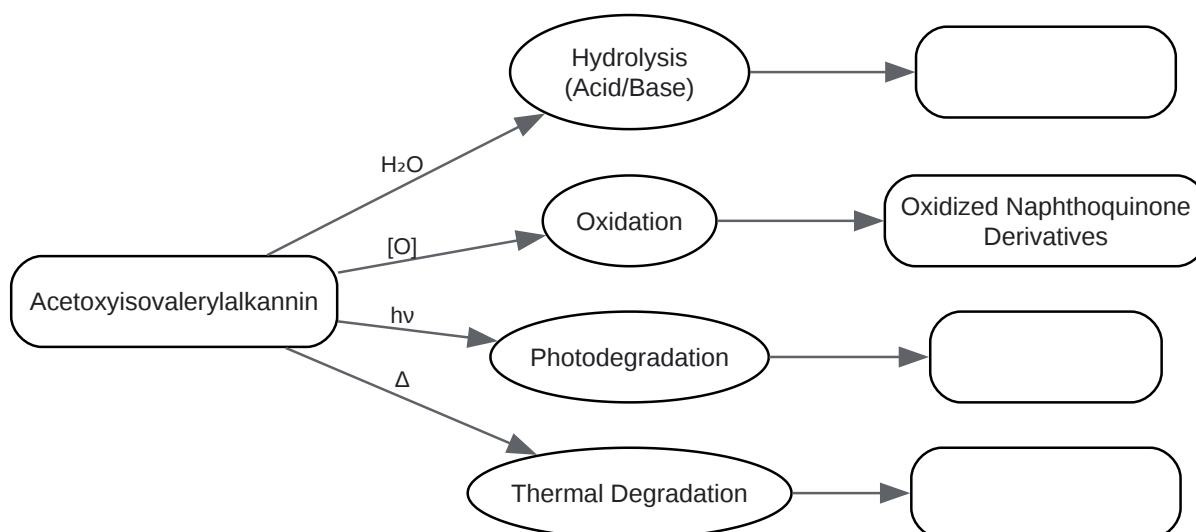 Hydrolysis
(Acid/Base)
H₂O
Oxidation
Oxidized Naphthoquinone
Derivatives
[O]
Acetoxyisovalerylalkannin
hν
Photodegradation
Δ
Thermal Degradation